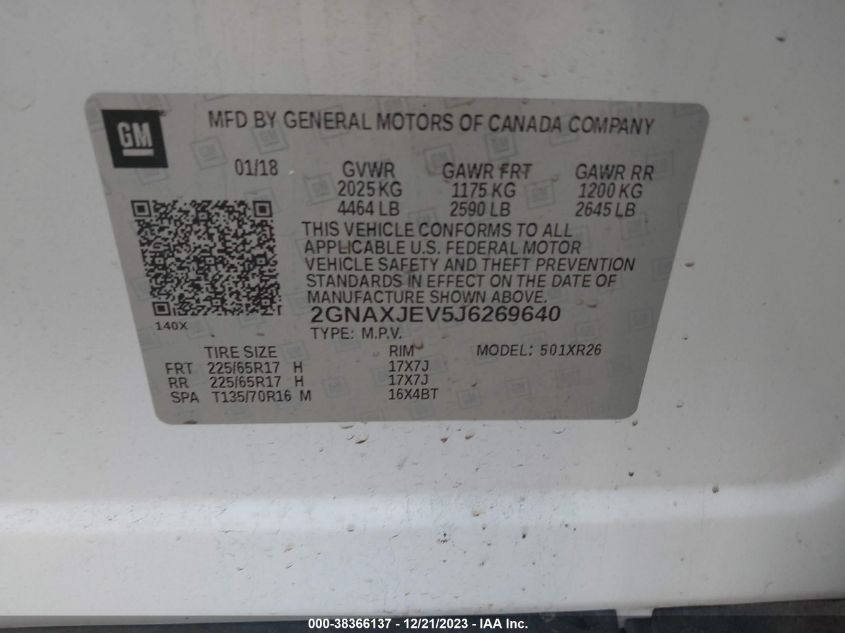 GM
MFD BY GENERAL MOTORS OF CANADA COMPANY
01/18 GVWR GAWR FRT GAWR RR
2025 KG 1175 KG 1200 KG
4464 LB 2590 LB 2645 LB
THIS VEHICLE CONFORMS TO ALL
APPLICABLE U.S. FEDERAL MOTOR
VEHICLE SAFETY AND THEFT PREVENTION
STANDARDS IN EFFECT ON THE DATE OF
MANUFACTURE SHOWN ABOVE.
140X
2GNAXJEV5J6269640
TYPE: M.P.V.
TIRE SIZE RIM MODEL: 501XR26
FRT 225/65R17 H 17X7J
RR 225/65R17 H 17X7J
SPA T135/70R16 M 16X4BT
000-38366137 - 12/21/2023 - IAA Inc.